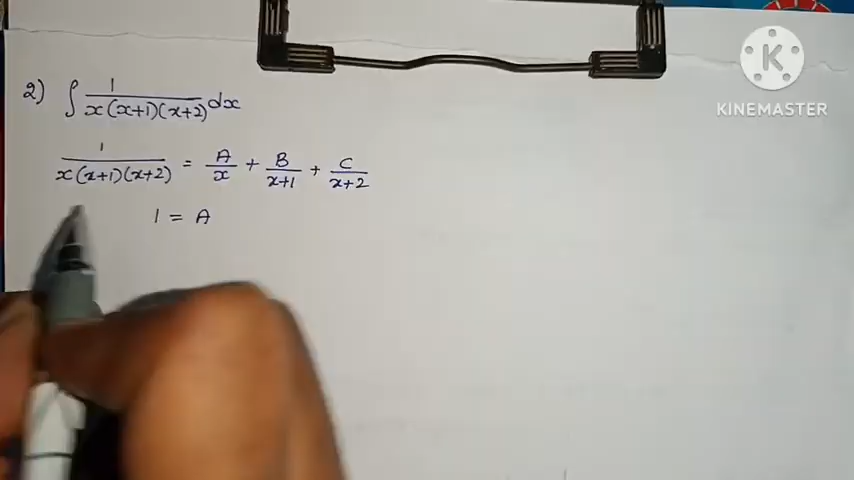 2) ∫ 1/(x(x+1)(x+2)) dx
1/(x(x+1)(x+2)) = A/x + B/(x+1) + C/(x+2)
1 = A
K
KINEMASTER